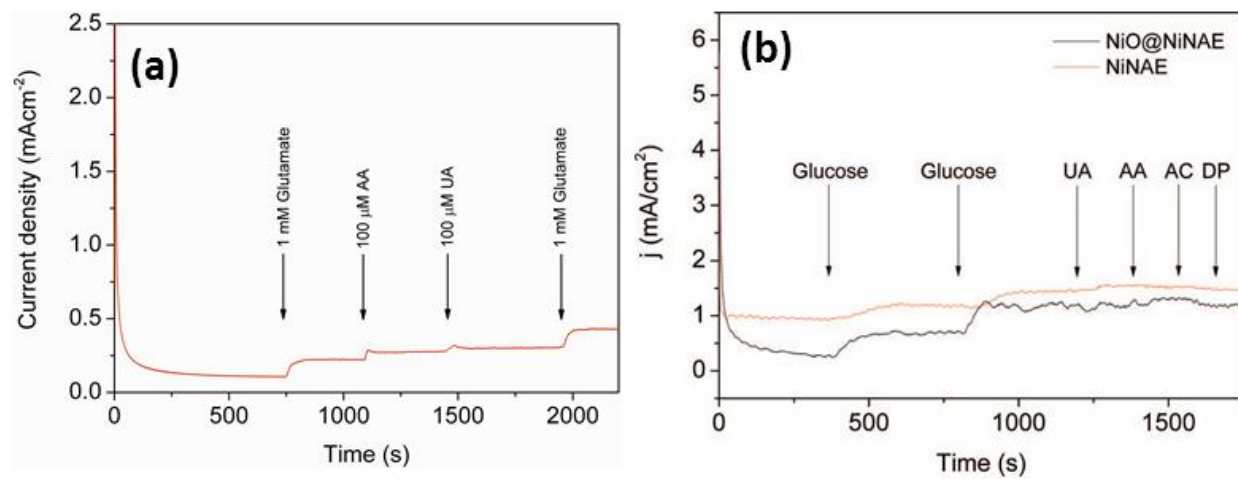 (a)
Current density (mAcm-2)
2.5
2.0
1.5
1.0
0.5
0.0
1 mM Glutamate
100 µM AA
100 µM UA
1 mM Glutamate
0
500
1000
1500
2000
Time (s)
(b)
NiO@NiNAE
NiNAE
j (mA/cm²)
6
5
4
3
2
1
0
Glucose
Glucose
UA
AA
AC
DP
0
500
1000
1500
Time (s)